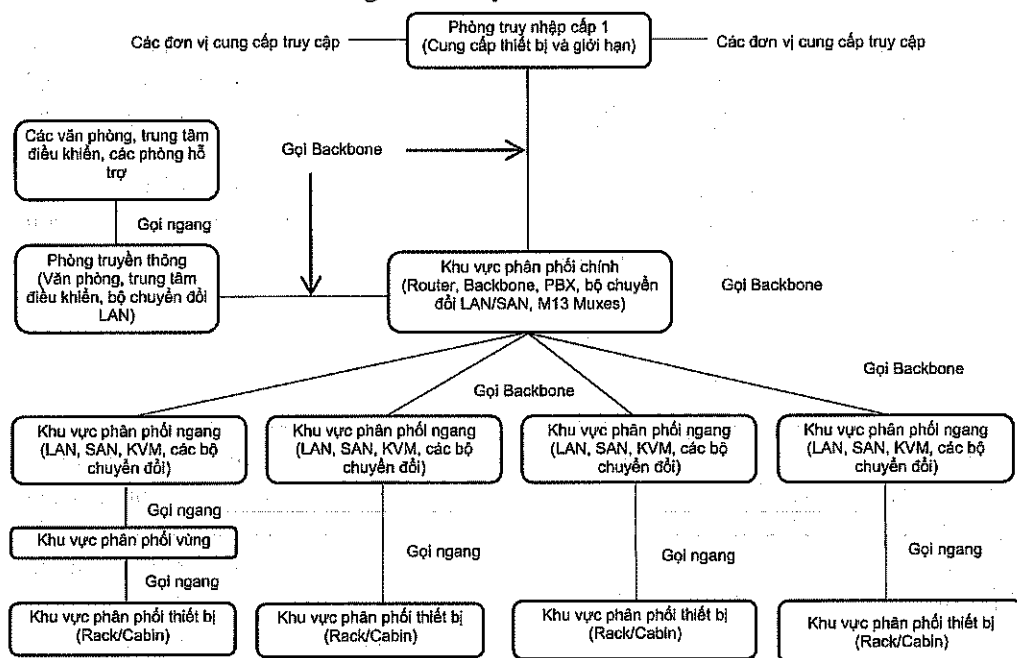 Phòng truy nhập cấp 1
(Cung cấp thiết bị và giới hạn)
Các đơn vị cung cấp truy cập
Các đơn vị cung cấp truy cập
Các văn phòng, trung tâm
điều khiển, các phòng hỗ
trợ
Gọi Backbone
Gọi ngang
Phòng truyền thông
(Văn phòng, trung tâm
điều khiển, bộ chuyển đổi
LAN)
Khu vực phân phối chính
(Router, Backbone, PBX, bộ chuyển
đổi LAN/SAN, M13 Muxes)
Gọi Backbone
Gọi Backbone
Gọi Backbone
Khu vực phân phối ngang
(LAN, SAN, KVM, các bộ
chuyển đổi)
Khu vực phân phối ngang
(LAN, SAN, KVM, các bộ
chuyển đổi)
Khu vực phân phối ngang
(LAN, SAN, KVM, các bộ
chuyển đổi)
Khu vực phân phối ngang
(LAN, SAN, KVM, các bộ
chuyển đổi)
Gọi ngang
Khu vực phân phối vùng
Gọi ngang
Gọi ngang
Gọi ngang
Gọi ngang
Khu vực phân phối thiết bị
(Rack/Cabin)
Khu vực phân phối thiết bị
(Rack/Cabin)
Khu vực phân phối thiết bị
(Rack/Cabin)
Khu vực phân phối thiết bị
(Rack/Cabin)